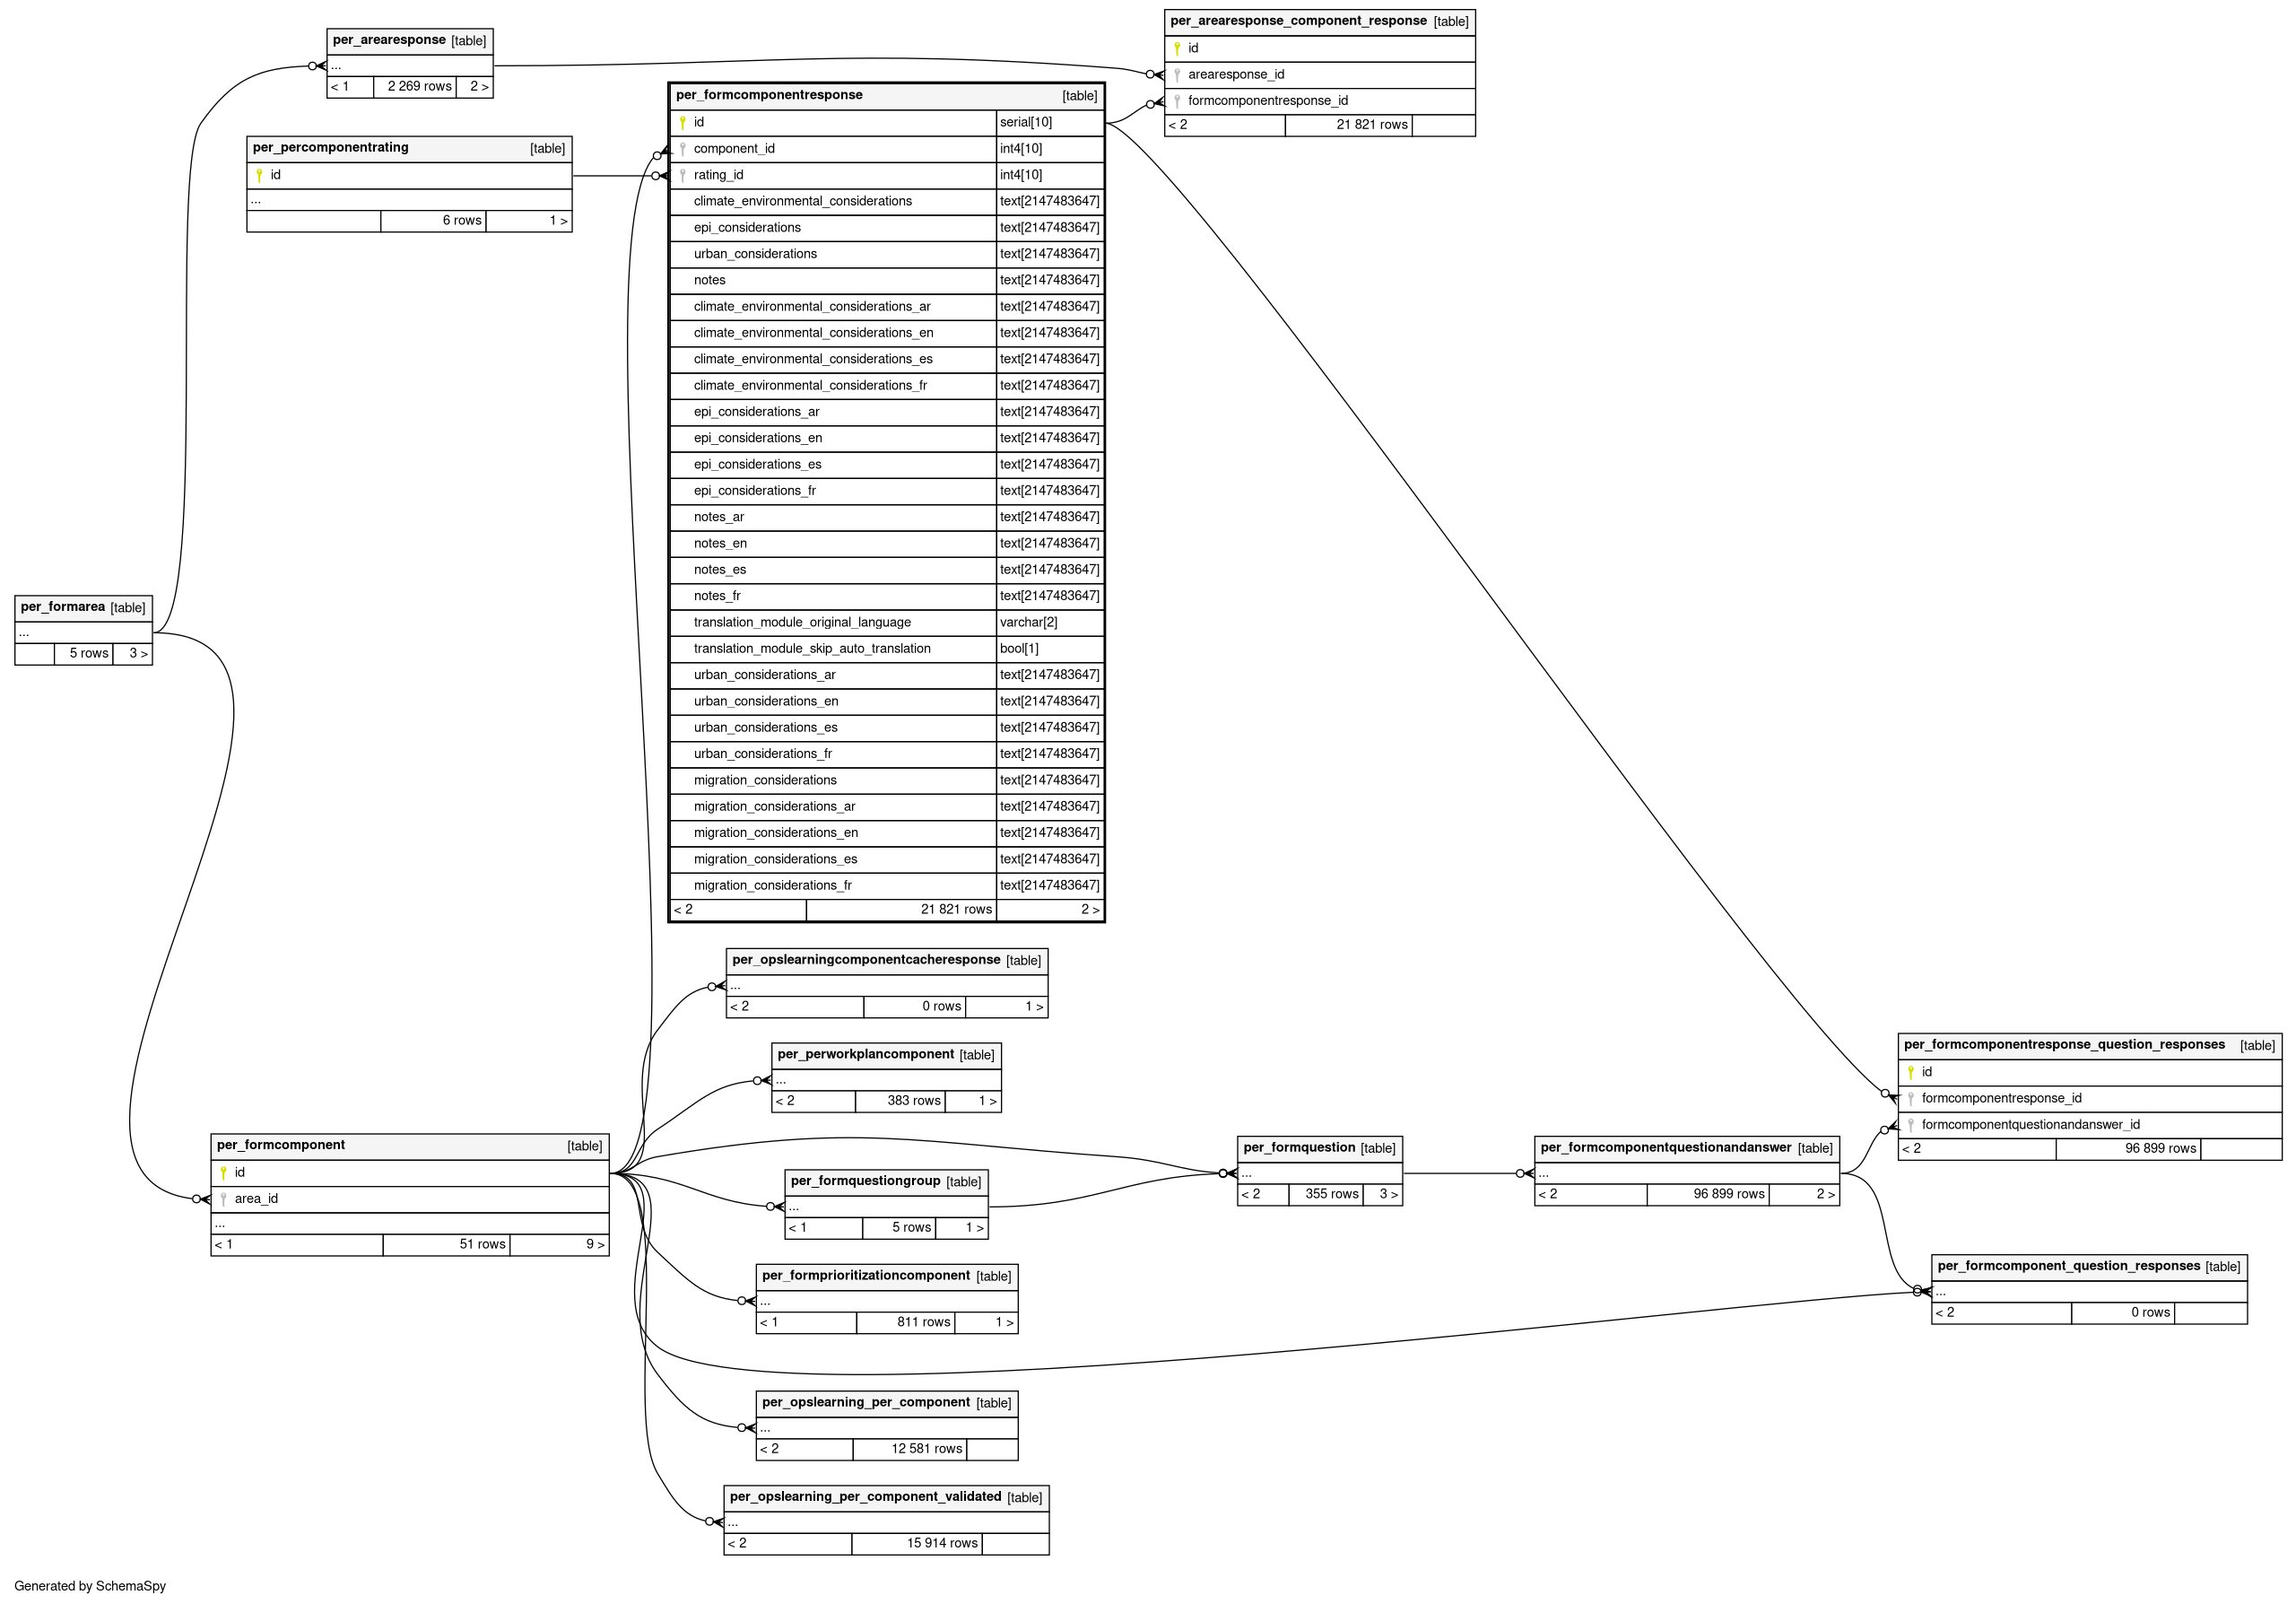 per_arearesponse [table]
...
< 1 2 269 rows 2 >
per_arearesponse_component_response [table]
id
arearesponse_id
formcomponentresponse_id
< 2 21 821 rows
per_percomponentrating [table]
id
...
6 rows 1 >
per_formcomponentresponse [table]
id serial[10]
component_id int4[10]
rating_id int4[10]
climate_environmental_considerations text[2147483647]
epi_considerations text[2147483647]
urban_considerations text[2147483647]
notes text[2147483647]
climate_environmental_considerations_ar text[2147483647]
climate_environmental_considerations_en text[2147483647]
climate_environmental_considerations_es text[2147483647]
climate_environmental_considerations_fr text[2147483647]
epi_considerations_ar text[2147483647]
epi_considerations_en text[2147483647]
epi_considerations_es text[2147483647]
epi_considerations_fr text[2147483647]
notes_ar text[2147483647]
notes_en text[2147483647]
notes_es text[2147483647]
notes_fr text[2147483647]
translation_module_original_language varchar[2]
translation_module_skip_auto_translation bool[1]
urban_considerations_ar text[2147483647]
urban_considerations_en text[2147483647]
urban_considerations_es text[2147483647]
urban_considerations_fr text[2147483647]
migration_considerations text[2147483647]
migration_considerations_ar text[2147483647]
migration_considerations_en text[2147483647]
migration_considerations_es text[2147483647]
migration_considerations_fr text[2147483647]
< 2 21 821 rows 2 >
per_formarea [table]
...
5 rows 3 >
per_opslearningcomponentcacheresponse [table]
...
< 2 0 rows 1 >
per_perworkplancomponent [table]
...
< 2 383 rows 1 >
per_formcomponentresponse_question_responses [table]
id
formcomponentresponse_id
formcomponentquestionandanswer_id
< 2 96 899 rows
per_formcomponent [table]
id
area_id
...
< 1 51 rows 9 >
per_formquestion [table]
...
< 2 355 rows 3 >
per_formcomponentquestionandanswer [table]
...
< 2 96 899 rows 2 >
per_formquestiongroup [table]
...
< 1 5 rows 1 >
per_formcomponent_question_responses [table]
...
< 2 0 rows
per_formprioritizationcomponent [table]
...
< 1 811 rows 1 >
per_opslearning_per_component [table]
...
< 2 12 581 rows
per_opslearning_per_component_validated [table]
...
< 2 15 914 rows
Generated by SchemaSpy